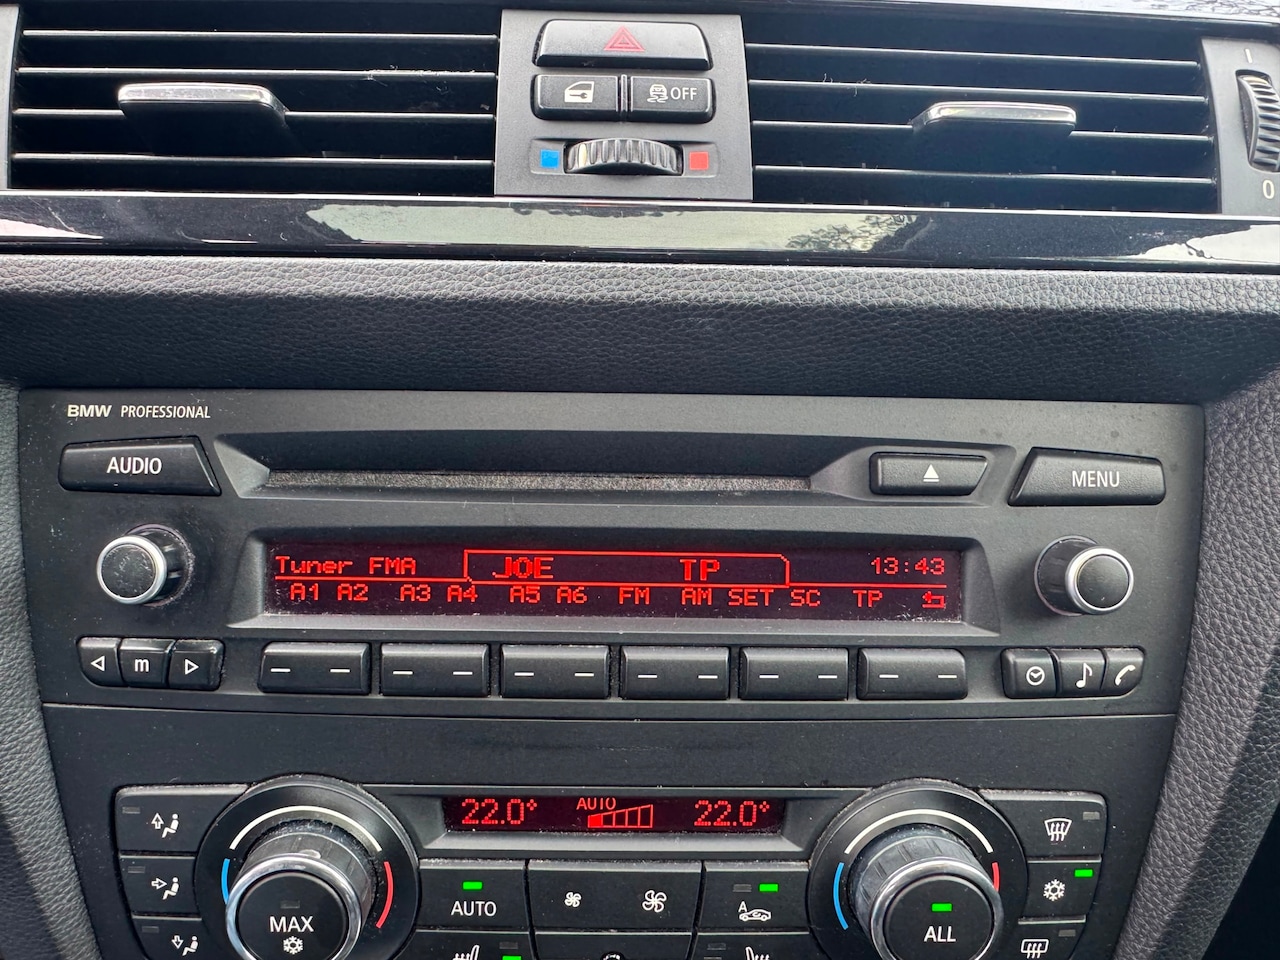 OFF
0
BMW PROFESSIONAL
AUDIO
MENU
Tuner FMA JOE TP 13:43
A1 A2 A3 A4 A5 A6 FM AM SET SC TP
m
22.0° AUTO 22.0°
AUTO
A
MAX
ALL